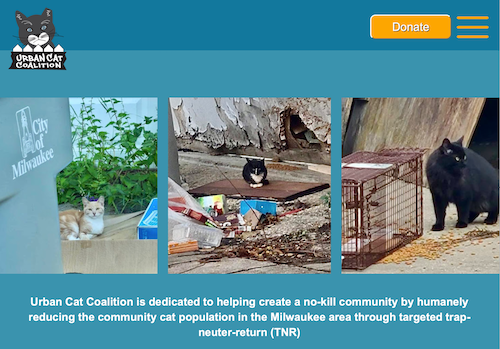 URBAN CAT
COALITION
Donate
City
of
Milwaukee
Urban Cat Coalition is dedicated to helping create a no-kill community by humanely
reducing the community cat population in the Milwaukee area through targeted trap-
neuter-return (TNR)